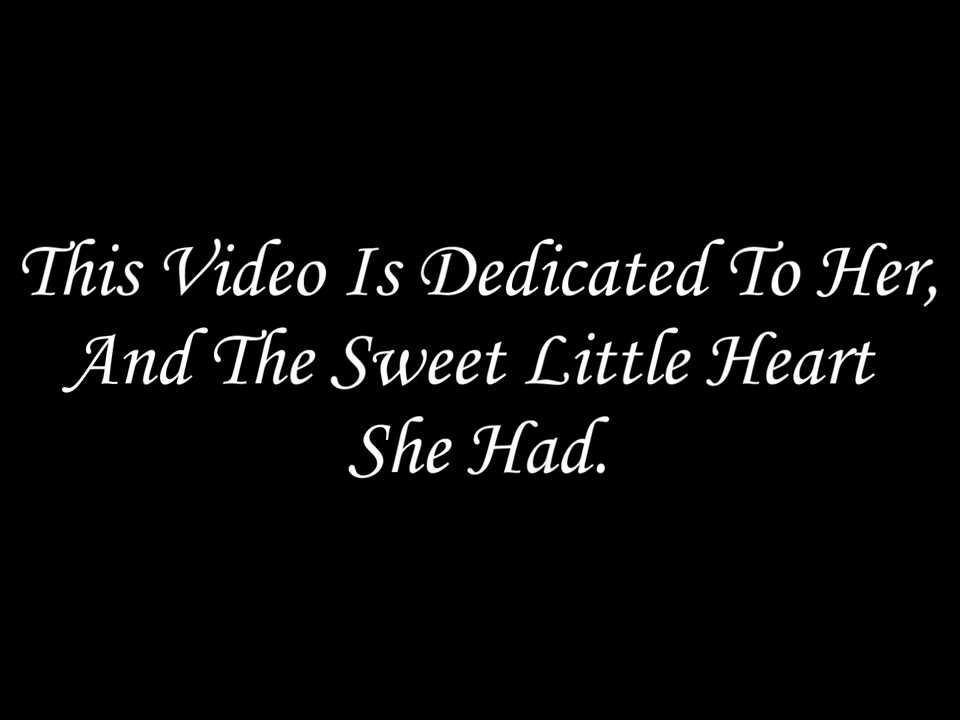 This Video Is Dedicated To Her,
And The Sweet Little Heart
She Had.